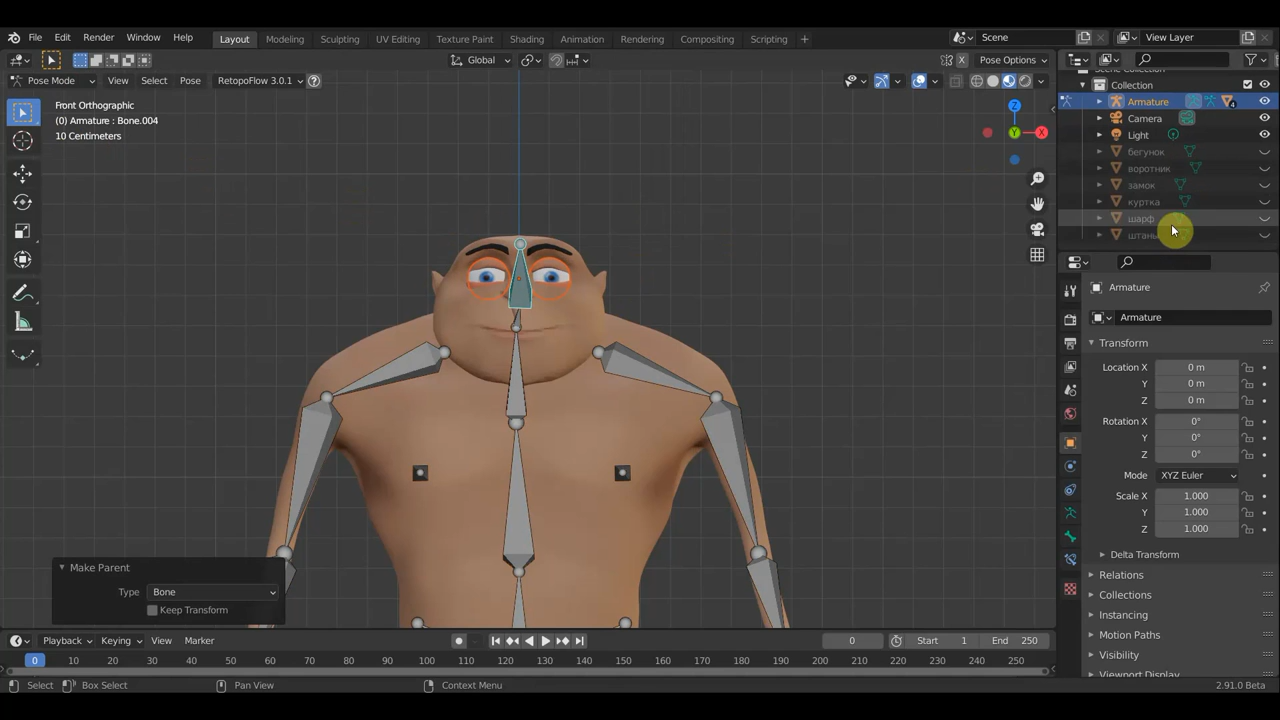 File Edit Render Window Help Layout Modeling Sculpting UV Editing Texture Paint Shading Animation Rendering Compositing Scripting + Scene View Layer
Global X Pose Options
Pose Mode View Select Pose RetopoFlow 3.0.1
Front Orthographic
(0) Armature : Bone.004
10 Centimeters
Z
Y X
Collection
Armature 4
Camera
Light
бегунок
воротник
замок
куртка
шарф
Armature
Armature
Transform
Location X 0 m
Y 0 m
Z 0 m
Rotation X 0°
Y 0°
Z 0°
Mode XYZ Euler
Scale X 1.000
Y 1.000
Z 1.000
Delta Transform
Relations
Collections
Instancing
Motion Paths
Visibility
Viewport Display
Make Parent
Type Bone
Keep Transform
Playback Keying View Marker 0 Start 1 End 250
0 10 20 30 40 50 60 70 80 90 100 110 120 130 140 150 160 170 180 190 200 210 220 230 240 250
Select Box Select Pan View Context Menu 2.91.0 Beta